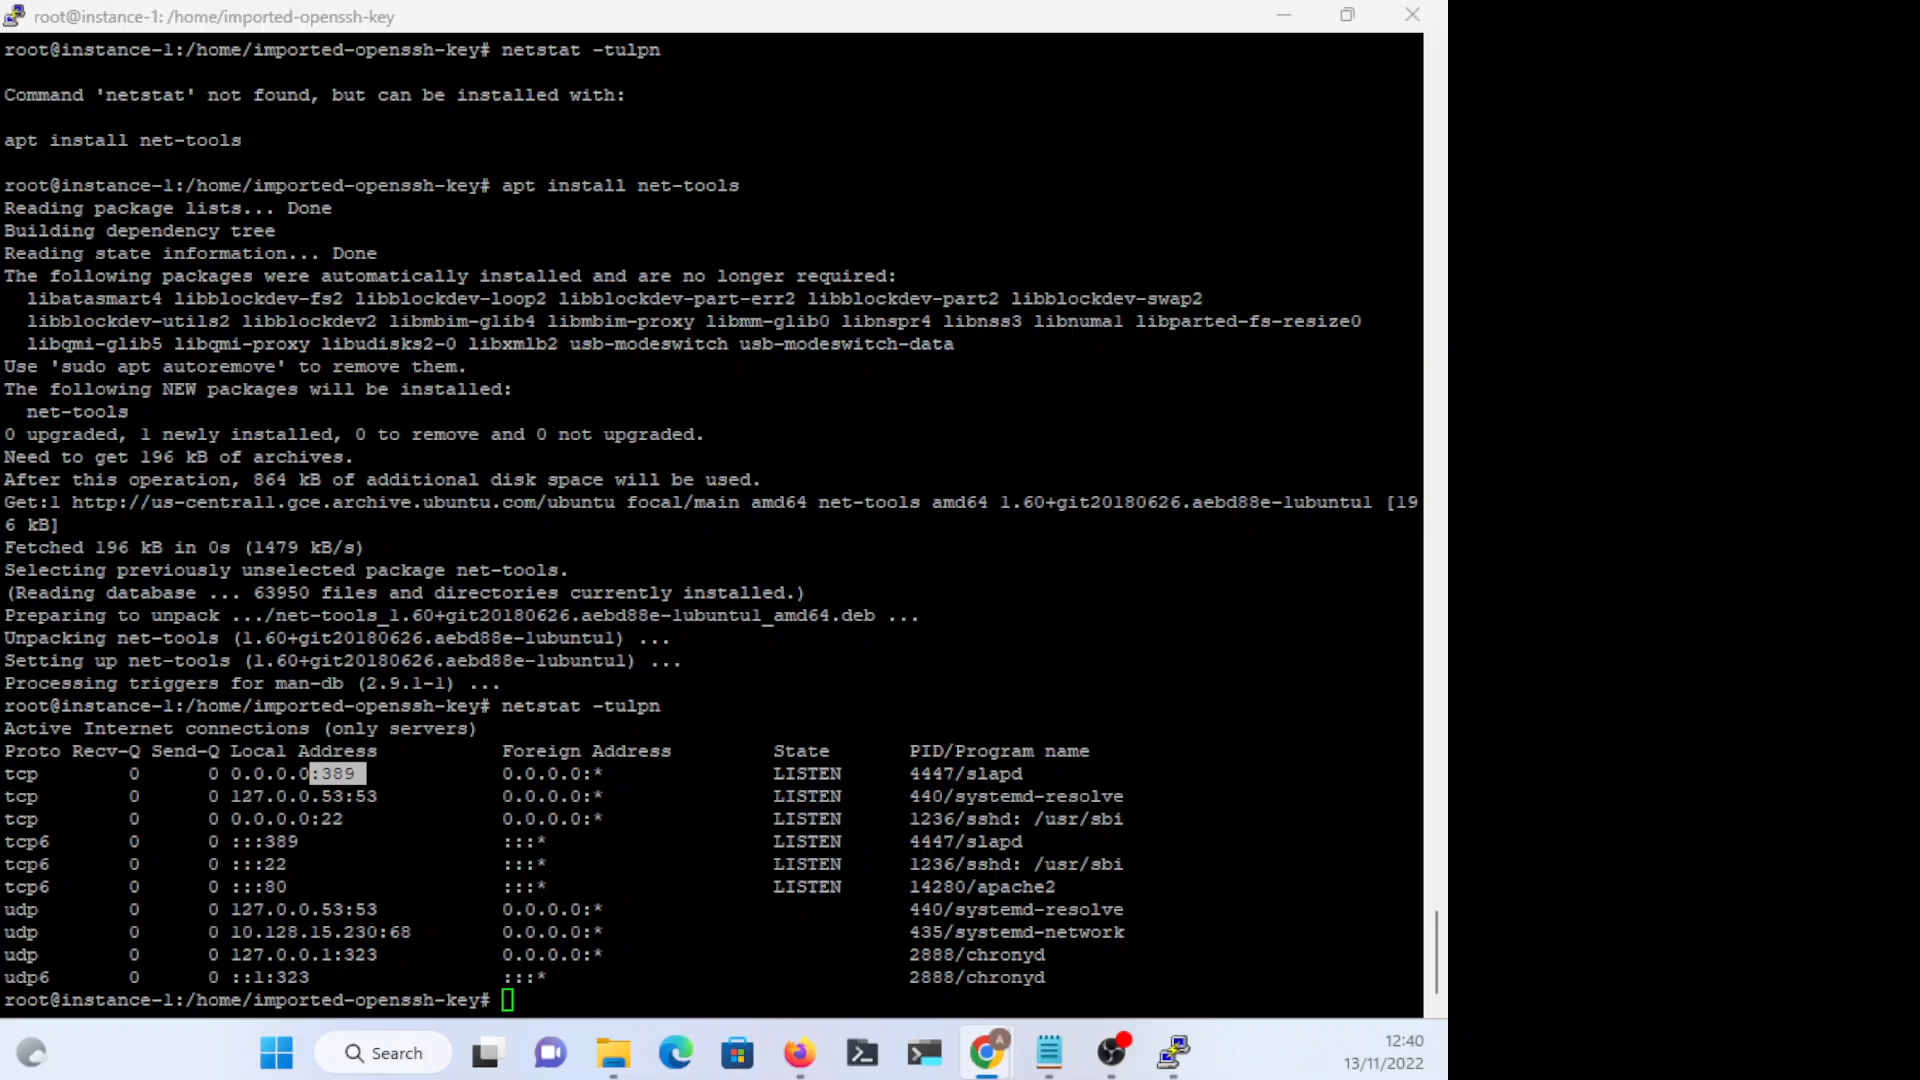 root@instance-1: /home/imported-openssh-key
root@instance-1:/home/imported-openssh-key# netstat -tulpn
Command 'netstat' not found, but can be installed with:
apt install net-tools
root@instance-1:/home/imported-openssh-key# apt install net-tools
Reading package lists... Done
Building dependency tree
Reading state information... Done
The following packages were automatically installed and are no longer required:
  libatasmart4 libblockdev-fs2 libblockdev-loop2 libblockdev-part-err2 libblockdev-part2 libblockdev-swap2
  libblockdev-utils2 libblockdev2 libmbim-glib4 libmbim-proxy libmm-glib0 libnspr4 libnss3 libnuma1 libparted-fs-resize0
  libqmi-glib5 libqmi-proxy libudisks2-0 libxmlb2 usb-modeswitch usb-modeswitch-data
Use 'sudo apt autoremove' to remove them.
The following NEW packages will be installed:
  net-tools
0 upgraded, 1 newly installed, 0 to remove and 0 not upgraded.
Need to get 196 kB of archives.
After this operation, 864 kB of additional disk space will be used.
Get:1 http://us-central1.gce.archive.ubuntu.com/ubuntu focal/main amd64 net-tools amd64 1.60+git20180626.aebd88e-1ubuntu1 [19
6 kB]
Fetched 196 kB in 0s (1479 kB/s)
Selecting previously unselected package net-tools.
(Reading database ... 63950 files and directories currently installed.)
Preparing to unpack .../net-tools_1.60+git20180626.aebd88e-1ubuntu1_amd64.deb ...
Unpacking net-tools (1.60+git20180626.aebd88e-1ubuntu1) ...
Setting up net-tools (1.60+git20180626.aebd88e-1ubuntu1) ...
Processing triggers for man-db (2.9.1-1) ...
root@instance-1:/home/imported-openssh-key# netstat -tulpn
Active Internet connections (only servers)
Proto Recv-Q Send-Q Local Address           Foreign Address         State       PID/Program name
tcp        0      0 0.0.0.0:389             0.0.0.0:*               LISTEN      4447/slapd
tcp        0      0 127.0.0.53:53           0.0.0.0:*               LISTEN      440/systemd-resolve
tcp        0      0 0.0.0.0:22              0.0.0.0:*               LISTEN      1236/sshd: /usr/sbi
tcp6       0      0 :::389                  :::*                    LISTEN      4447/slapd
tcp6       0      0 :::22                   :::*                    LISTEN      1236/sshd: /usr/sbi
tcp6       0      0 :::80                   :::*                    LISTEN      14280/apache2
udp        0      0 127.0.0.53:53           0.0.0.0:*                           440/systemd-resolve
udp        0      0 10.128.15.230:68        0.0.0.0:*                           435/systemd-network
udp        0      0 127.0.0.1:323           0.0.0.0:*                           2888/chronyd
udp6       0      0 ::1:323                 :::*                                2888/chronyd
root@instance-1:/home/imported-openssh-key#
Search
A
12:40
13/11/2022